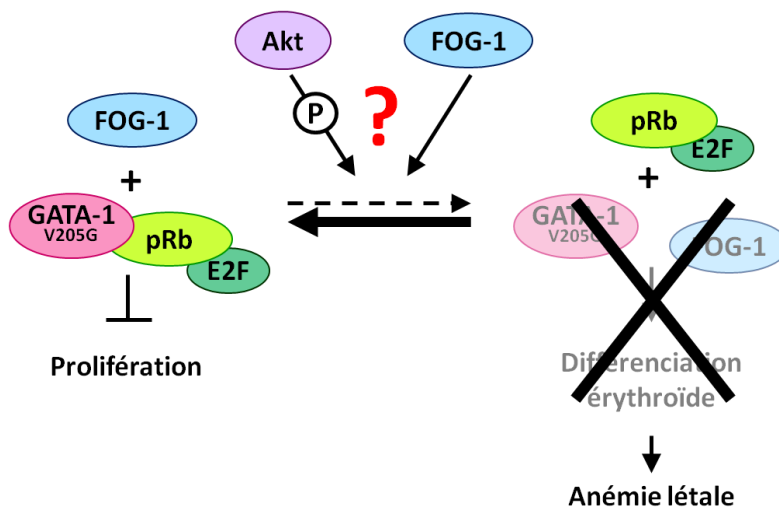 Akt
FOG-1
P
?
FOG-1
+
GATA-1
V205G
pRb
E2F
Prolifération
pRb
E2F
+
GATA-1
V205G
FOG-1
Différenciation
érythroïde
Anémie létale